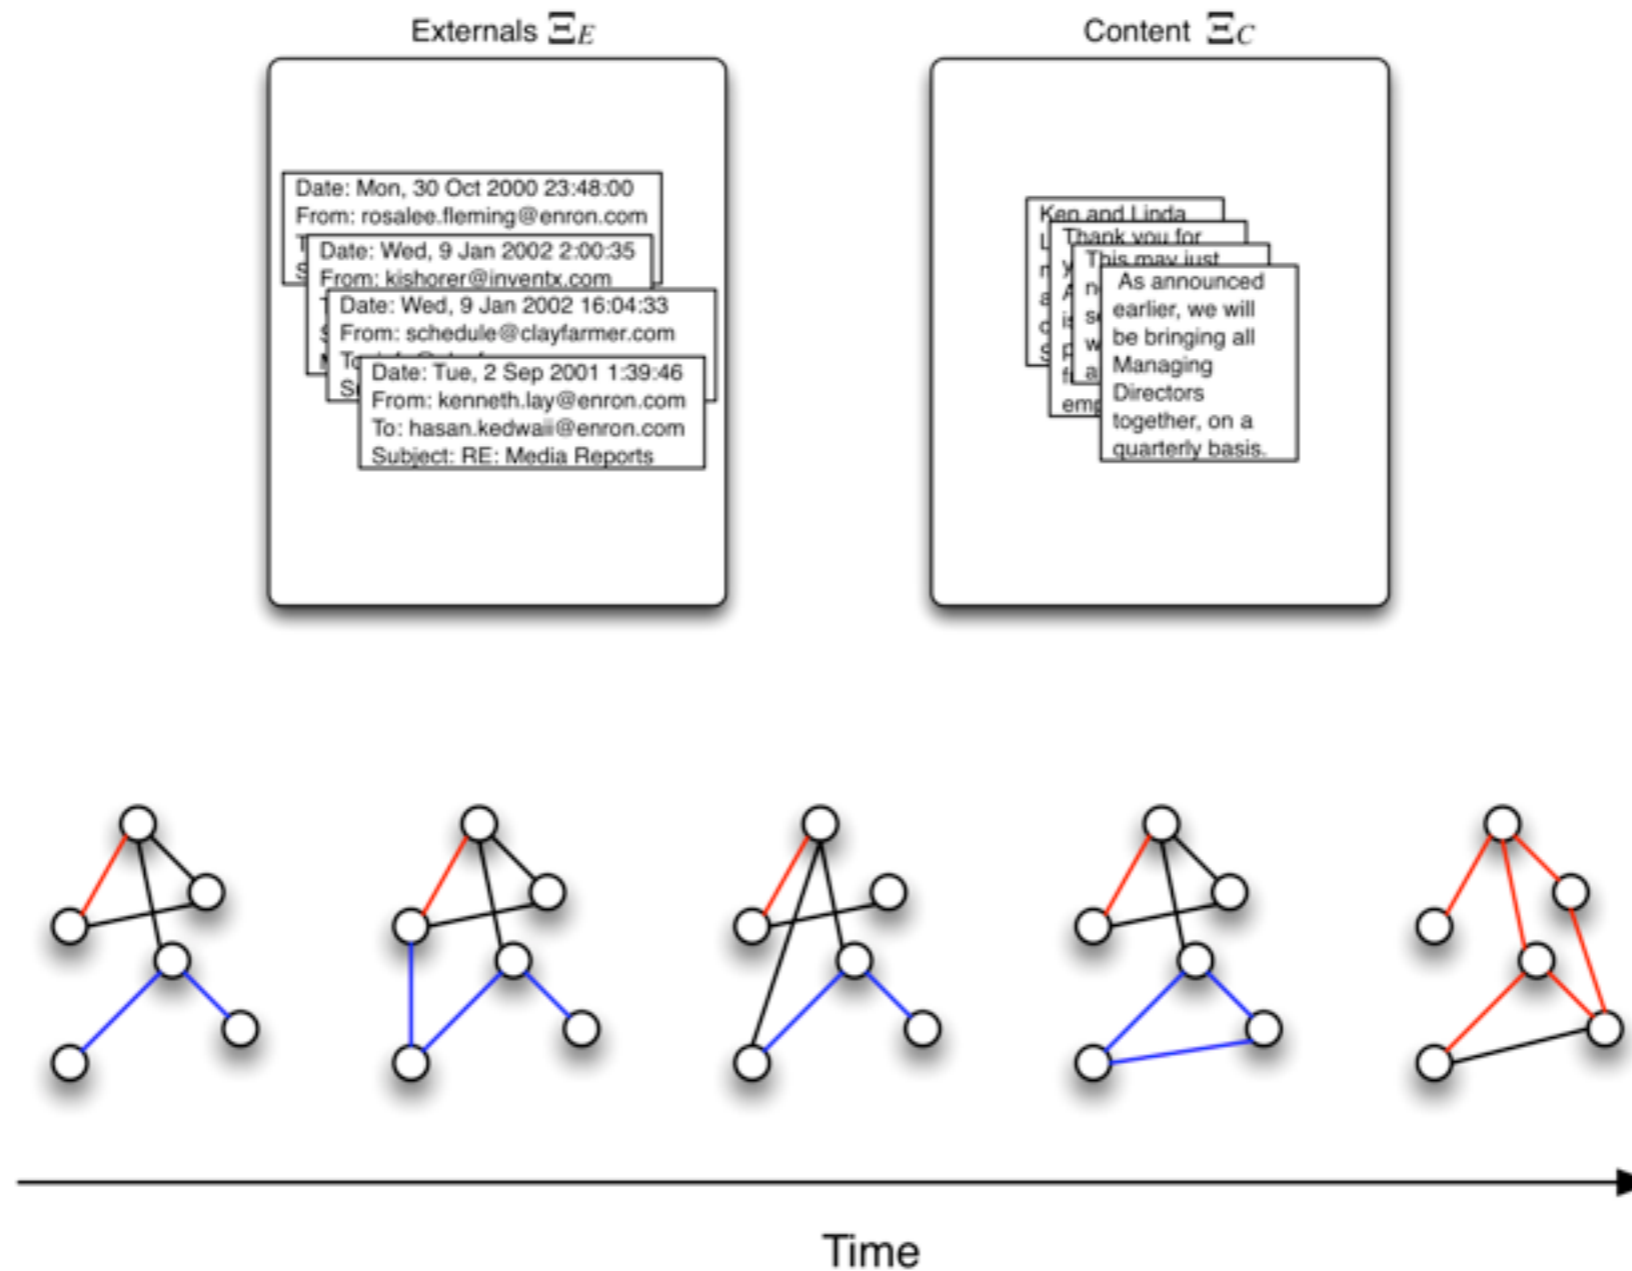 Externals Ξ_E
Date: Mon, 30 Oct 2000 23:48:00
From: rosalee.fleming@enron.com
T
S
Date: Wed, 9 Jan 2002 2:00:35
From: kishorer@inventx.com
T
Date: Wed, 9 Jan 2002 16:04:33
From: schedule@clayfarmer.com
To:
S
Date: Tue, 2 Sep 2001 1:39:46
From: kenneth.lay@enron.com
To: hasan.kedwaii@enron.com
Subject: RE: Media Reports
Content Ξ_C
Ken and Linda
Thank you for
This may just
As announced
earlier, we will
be bringing all
Managing
Directors
together, on a
quarterly basis.
Time